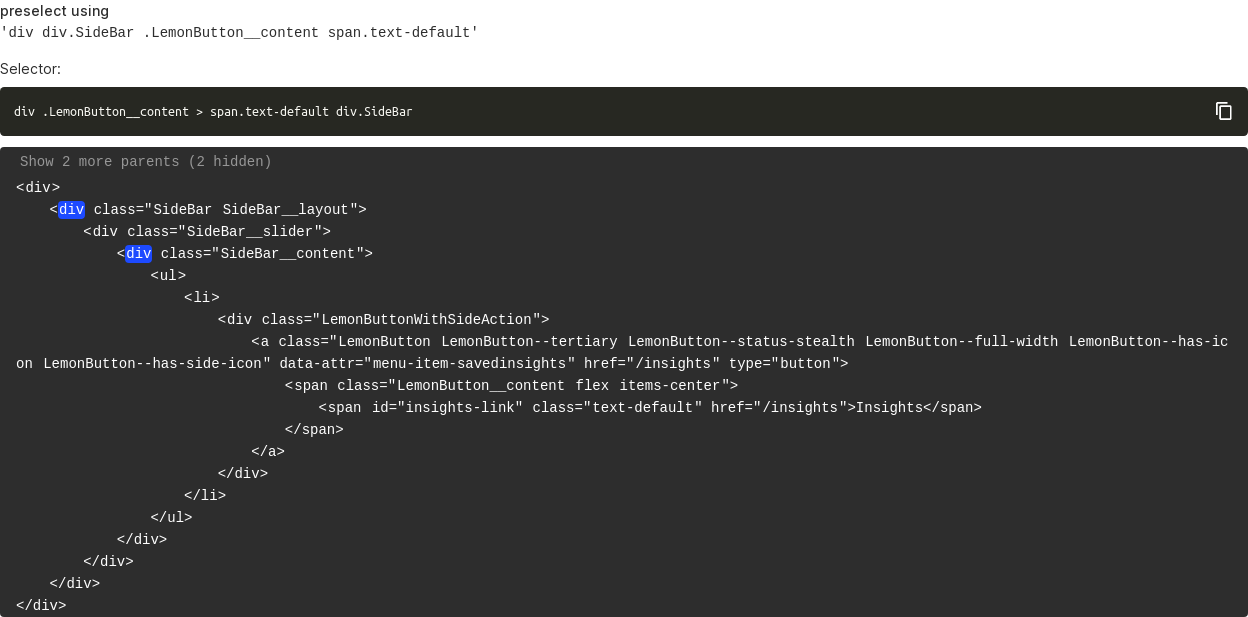 preselect using
'div div.SideBar .LemonButton__content span.text-default'
Selector:
div .LemonButton__content > span.text-default div.SideBar
Show 2 more parents (2 hidden)
<div>
<div class="SideBar SideBar__layout">
<div class="SideBar__slider">
<div class="SideBar__content">
<ul>
<li>
<div class="LemonButtonWithSideAction">
<a class="LemonButton LemonButton--tertiary LemonButton--status-stealth LemonButton--full-width LemonButton--has-ic
on LemonButton--has-side-icon" data-attr="menu-item-savedinsights" href="/insights" type="button">
<span class="LemonButton__content flex items-center">
<span id="insights-link" class="text-default" href="/insights">Insights</span>
</span>
</a>
</div>
</li>
</ul>
</div>
</div>
</div>
</div>